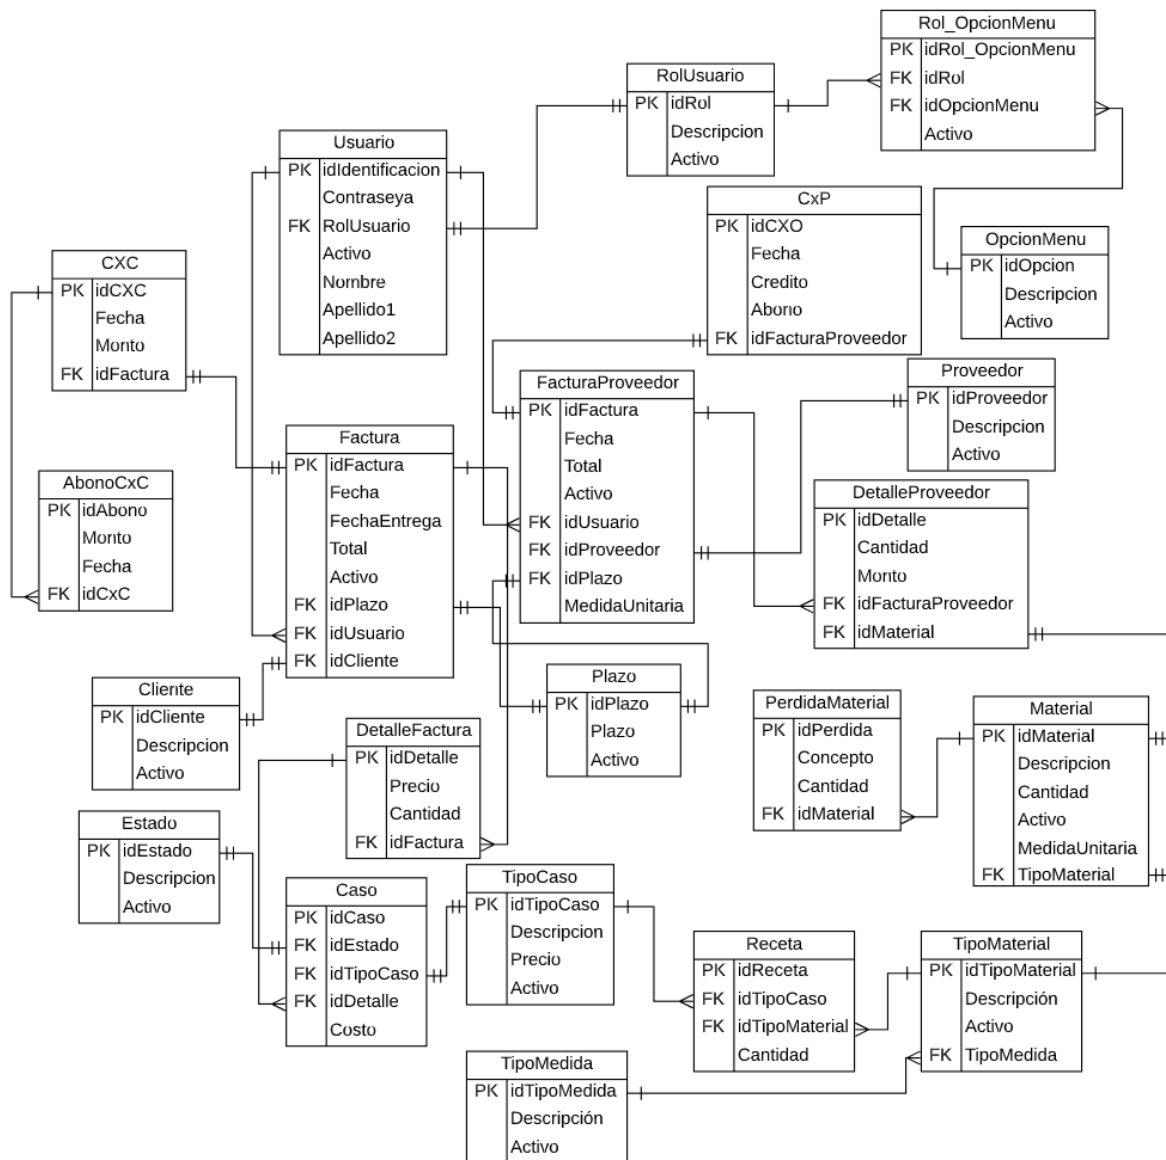 Rol_OpcionMenu
PK idRol_OpcionMenu
FK idRol
FK idOpcionMenu
Activo
RolUsuario
PK idRol
Descripcion
Activo
Usuario
PK idIdentificacion
Contraseya
FK RolUsuario
Activo
Nombre
Apellido1
Apellido2
CxP
PK idCXO
Fecha
Credito
Abono
FK idFacturaProveedor
OpcionMenu
PK idOpcion
Descripcion
Activo
CXC
PK idCXC
Fecha
Monto
FK idFactura
FacturaProveedor
PK idFactura
Fecha
Total
Activo
FK idUsuario
FK idProveedor
FK idPlazo
MedidaUnitaria
Proveedor
PK idProveedor
Descripcion
Activo
Factura
PK idFactura
Fecha
FechaEntrega
Total
Activo
FK idPlazo
FK idUsuario
FK idCliente
AbonoCxC
PK idAbono
Monto
Fecha
FK idCxC
DetalleProveedor
PK idDetalle
Cantidad
Monto
FK idFacturaProveedor
FK idMaterial
Cliente
PK idCliente
Descripcion
Activo
Plazo
PK idPlazo
Plazo
Activo
PerdidaMaterial
PK idPerdida
Concepto
Cantidad
FK idMaterial
Material
PK idMaterial
Descripcion
Cantidad
Activo
MedidaUnitaria
FK TipoMaterial
DetalleFactura
PK idDetalle
Precio
Cantidad
FK idFactura
Estado
PK idEstado
Descripcion
Activo
Caso
PK idCaso
FK idEstado
FK idTipoCaso
FK idDetalle
Costo
TipoCaso
PK idTipoCaso
Descripcion
Precio
Activo
Receta
PK idReceta
FK idTipoCaso
FK idTipoMaterial
Cantidad
TipoMaterial
PK idTipoMaterial
Descripción
Activo
FK TipoMedida
TipoMedida
PK idTipoMedida
Descripción
Activo